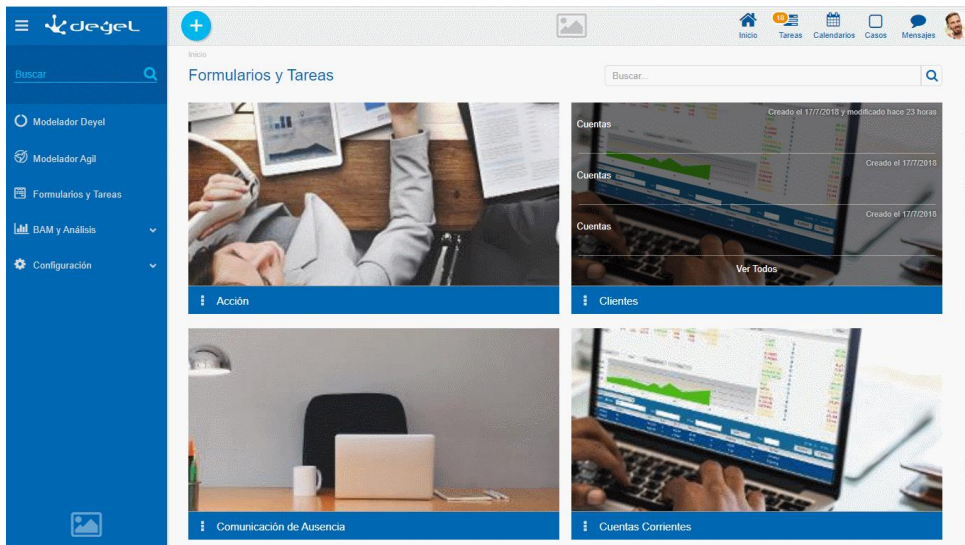 deyel
Buscar
Modelador Deyel
Modelador Agil
Formularios y Tareas
BAM y Análisis
Configuración
+
Inicio
18
Tareas
Calendarios
Casos
Mensajes
Inicio
Formularios y Tareas
Buscar...
Acción
Creado el 17/7/2018 y modificado hace 23 horas
Cuentas
Creado el 17/7/2018
Cuentas
Creado el 17/7/2018
Cuentas
Ver Todos
Clientes
Comunicación de Ausencia
Cuentas Corrientes